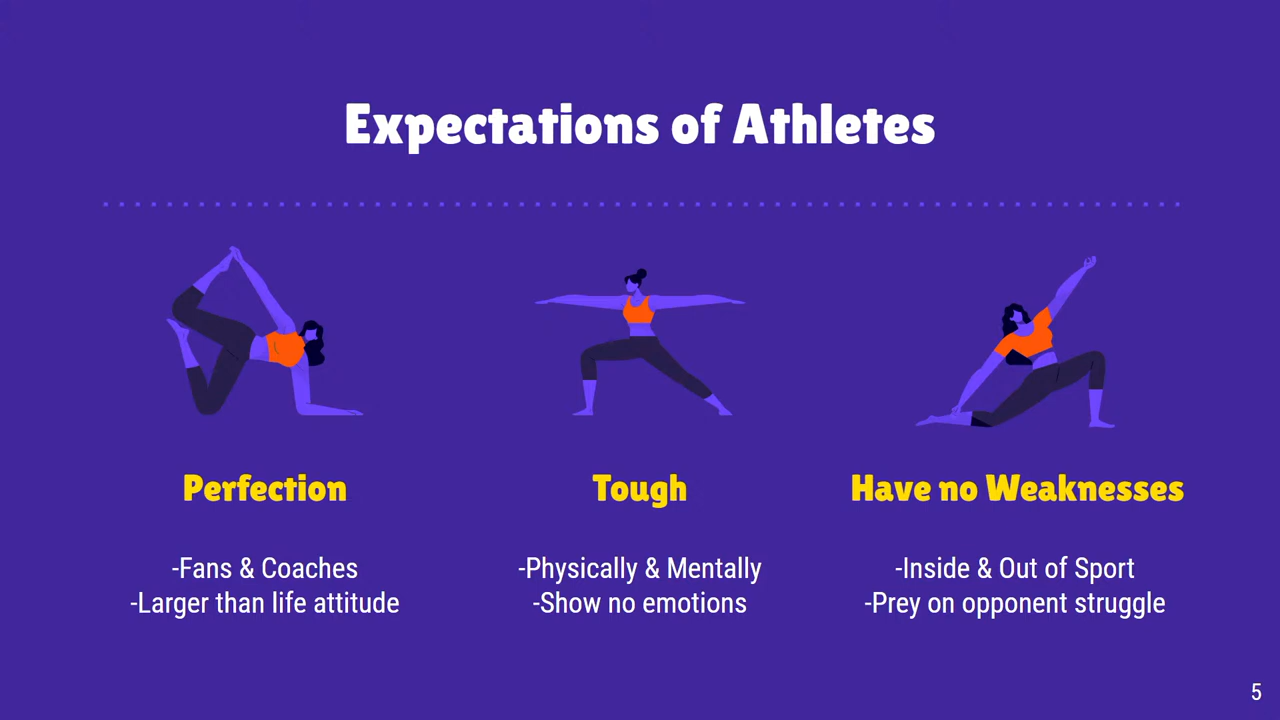 Expectations of Athletes
Perfection
-Fans & Coaches
-Larger than life attitude
Tough
-Physically & Mentally
-Show no emotions
Have no Weaknesses
-Inside & Out of Sport
-Prey on opponent struggle
5